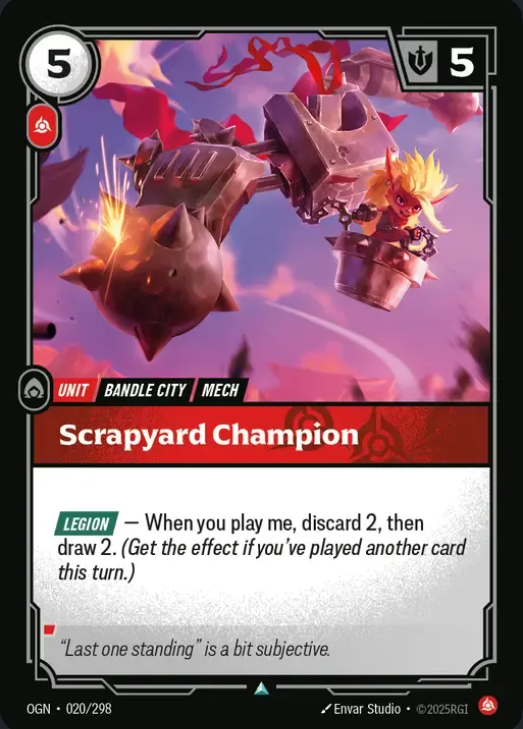 5
5
UNIT BANDLE CITY MECH
Scrapyard Champion
LEGION — When you play me, discard 2, then
draw 2. (Get the effect if you've played another card
this turn.)
"Last one standing" is a bit subjective.
OGN • 020/298
Envar Studio • ©2025RGI